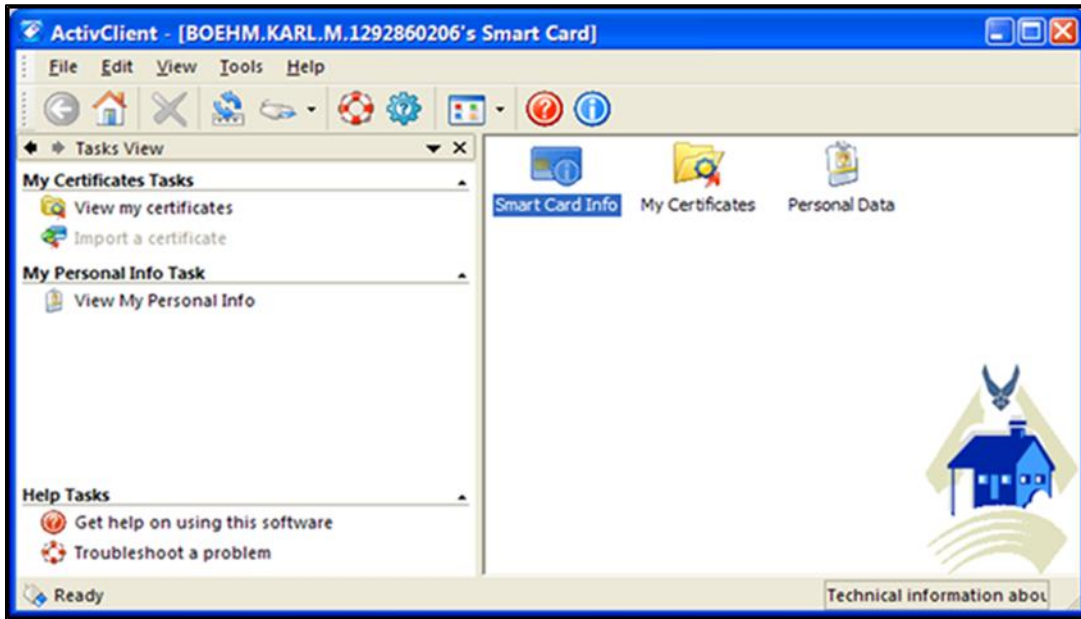 ActivClient - [BOEHM.KARL.M.1292860206's Smart Card]
File Edit View Tools Help
Tasks View
My Certificates Tasks
View my certificates
Import a certificate
My Personal Info Task
View My Personal Info
Help Tasks
Get help on using this software
Troubleshoot a problem
Smart Card Info My Certificates Personal Data
Ready Technical information abou